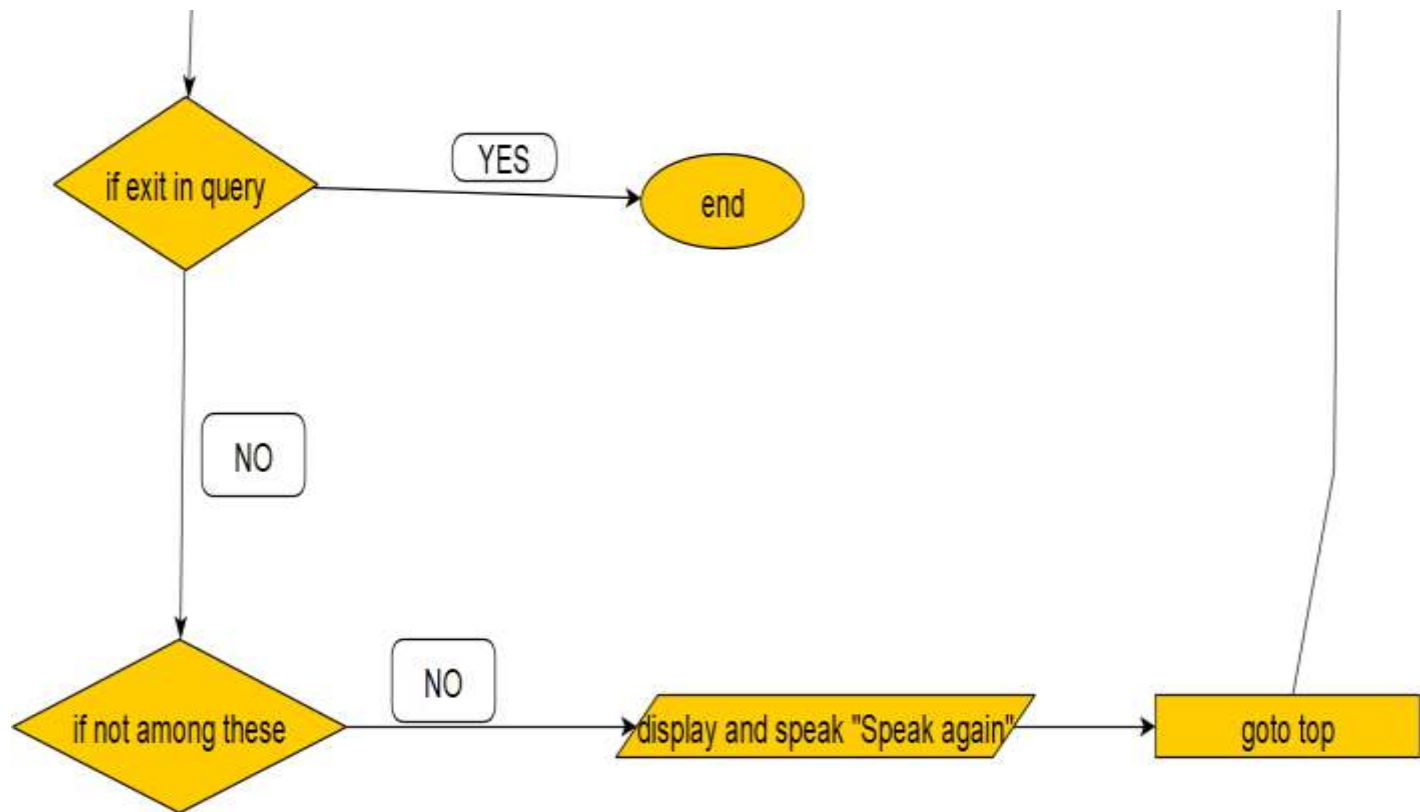 if exit in query
YES
end
NO
if not among these
NO
display and speak "Speak again"
goto top